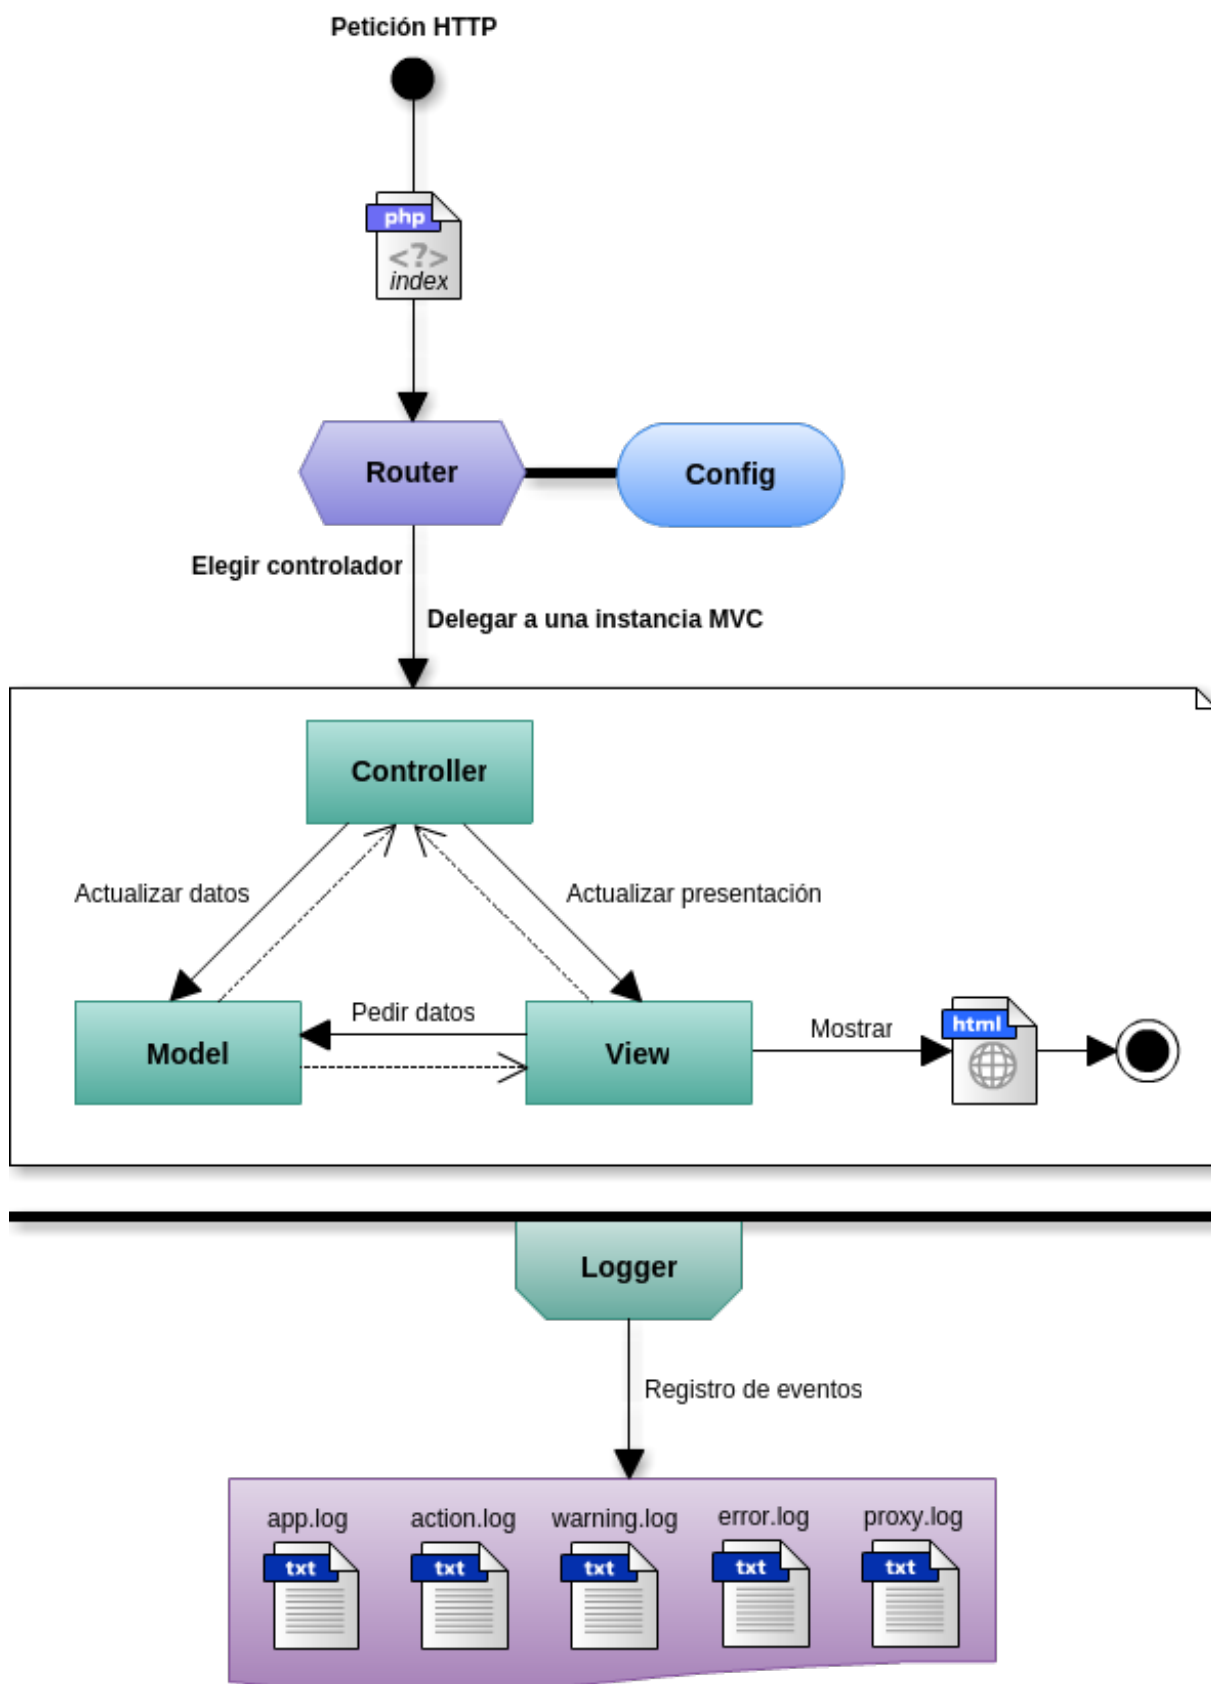 Petición HTTP
php
<?>
index
Router
Config
Elegir controlador
Delegar a una instancia MVC
Controller
Actualizar datos
Actualizar presentación
Pedir datos
Mostrar
html
Model
View
Logger
Registro de eventos
app.log
action.log
warning.log
error.log
proxy.log
txt
txt
txt
txt
txt